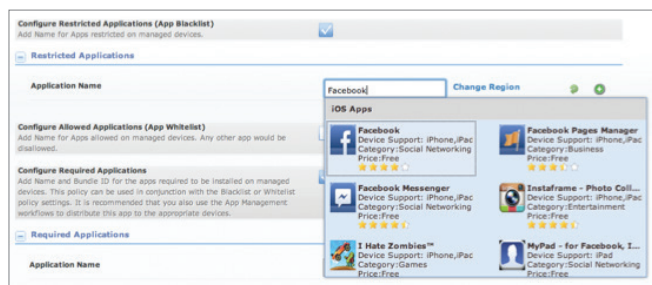 Configure Restricted Applications (App Blacklist)
Add Name for Apps restricted on managed devices.
Restricted Applications
Application Name
Facebook
Change Region
iOS Apps
Facebook
Device Support: iPhone,iPac
Category:Social Networking
Price:Free
Facebook Pages Manager
Device Support: iPhone,iPac
Category:Business
Price:Free
Facebook Messenger
Device Support: iPhone,iPac
Category:Social Networking
Price:Free
Instaframe - Photo Coll...
Device Support: iPhone,iPac
Category:Entertainment
Price:Free
I Hate Zombies™
Device Support: iPhone,iPac
Category:Games
Price:Free
MyPad - for Facebook, I...
Device Support: iPad
Category:Social Networking
Price:Free
Configure Allowed Applications (App Whitelist)
Add Name for Apps allowed on managed devices. Any other app would be
disallowed.
Configure Required Applications
Add Name and Bundle ID for the apps required to be installed on managed
devices. This policy can be used in conjunction with the Blacklist or Whitelist
policy settings. It is recommended that you also use the App Management
workflows to distribute this app to the appropriate devices.
Required Applications
Application Name